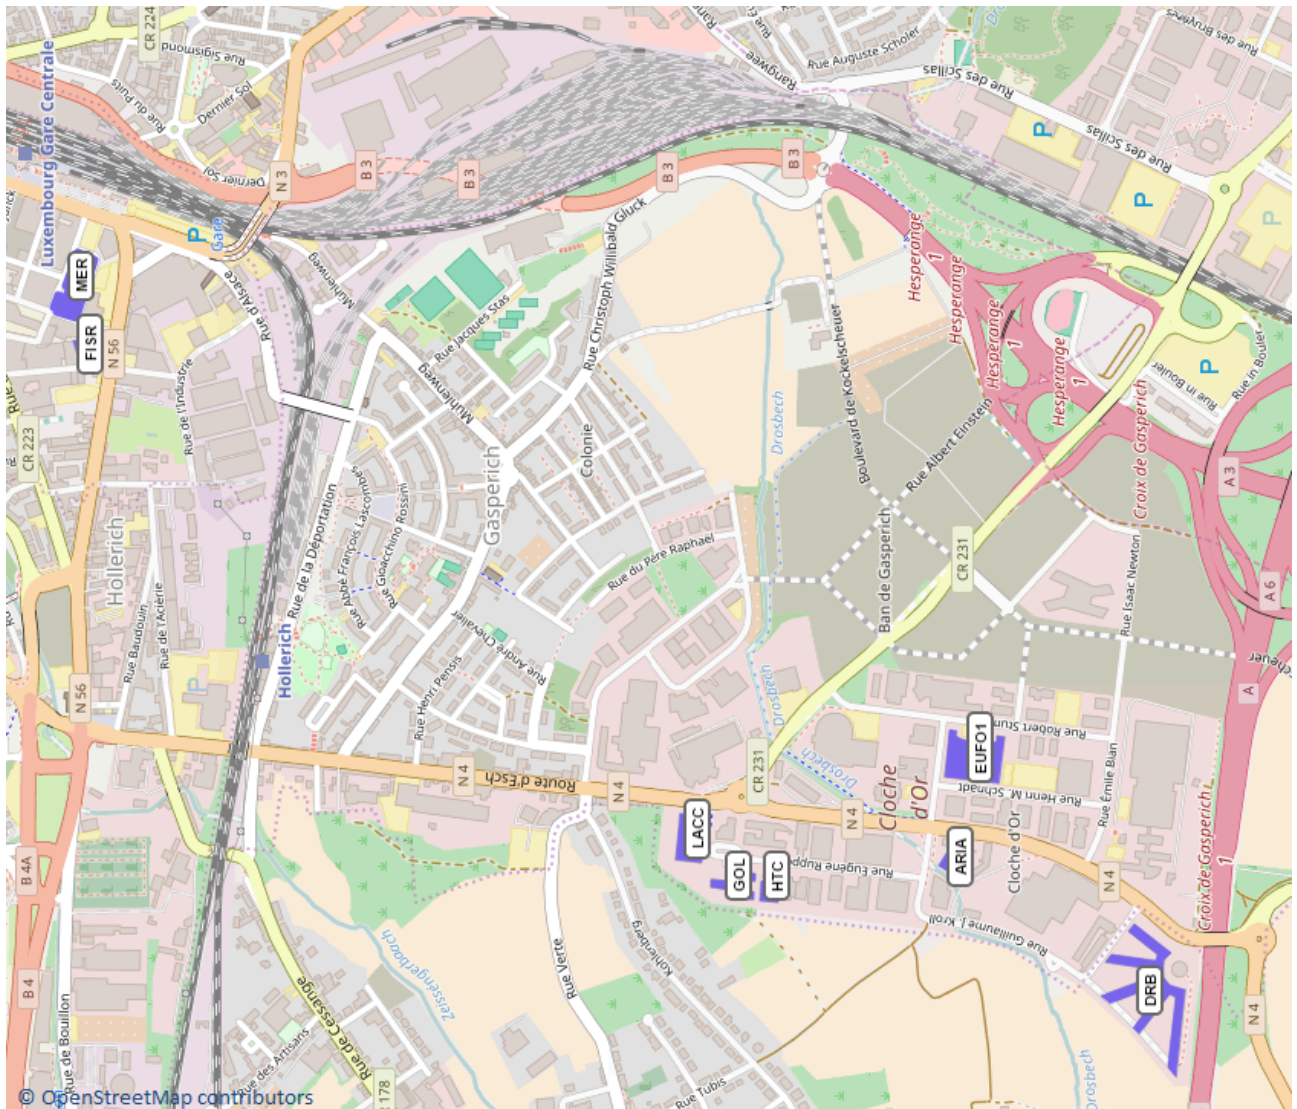 CR 224
Rue Sigismond
Rue du Puits
Dernier Sol
Dernier Sol
Luxembourg Gare Centrale
N 3
B 3
B 3
B 3
B 3
Rangwee
Rue Auguste Scholer
Rue des Scillas
Rue des Scillas
Rue des Bruyères
Drosbech
P
P
P
P
P
P
Gare
MER
FISR
N 56
CR 223
Rue d'Alsace
Muhlenweg
Muhlenweg
Rue de l'Industrie
Rue Jacques Stas
Rue Christoph Willibald Gluck
Colonie
Gasperich
Hollerich
Hollerich
Rue de la Déportation
Rue Abbé François Lascombes
Rue Gioacchino Rossini
Rue Baudouin
Rue de l'Aciérie
N 56
Rue André Chevalier
Rue Henri Pensis
Rue du Père Raphaël
Drosbech
Boulevard de Kockelscheuer
Rue Albert Einstein
Ban de Gasperich
CR 231
Hesperange
1
Hesperange
Hesperange
1
Hesperange
1
Croix de Gasperich
Rue in Bouler
Rue in Bouler
A 3
A 6
A
Rue Isaac Newton
N 4
Route d'Esch
N 4
CR 231
Drosbech
Drosbech
N 4
Cloche
d'Or
EUFO1
Rue Robert Stumper
Rue Henri M. Schnadt
Rue Émile Bian
LACC
GOL
HTC
Rue Eugène Ruppert
ARIA
Cloche d'Or
N 4
Rue Guillaume J. Kroll
Croix de Gasperich
1
DRB
N 4
B 4A
B 4
Rue de Bouillon
Rue de Cessange
Rue des Artisans
Zeissengerbaach
Rue Verte
Kohlenberg
Rue Tubis
© OpenStreetMap contributors